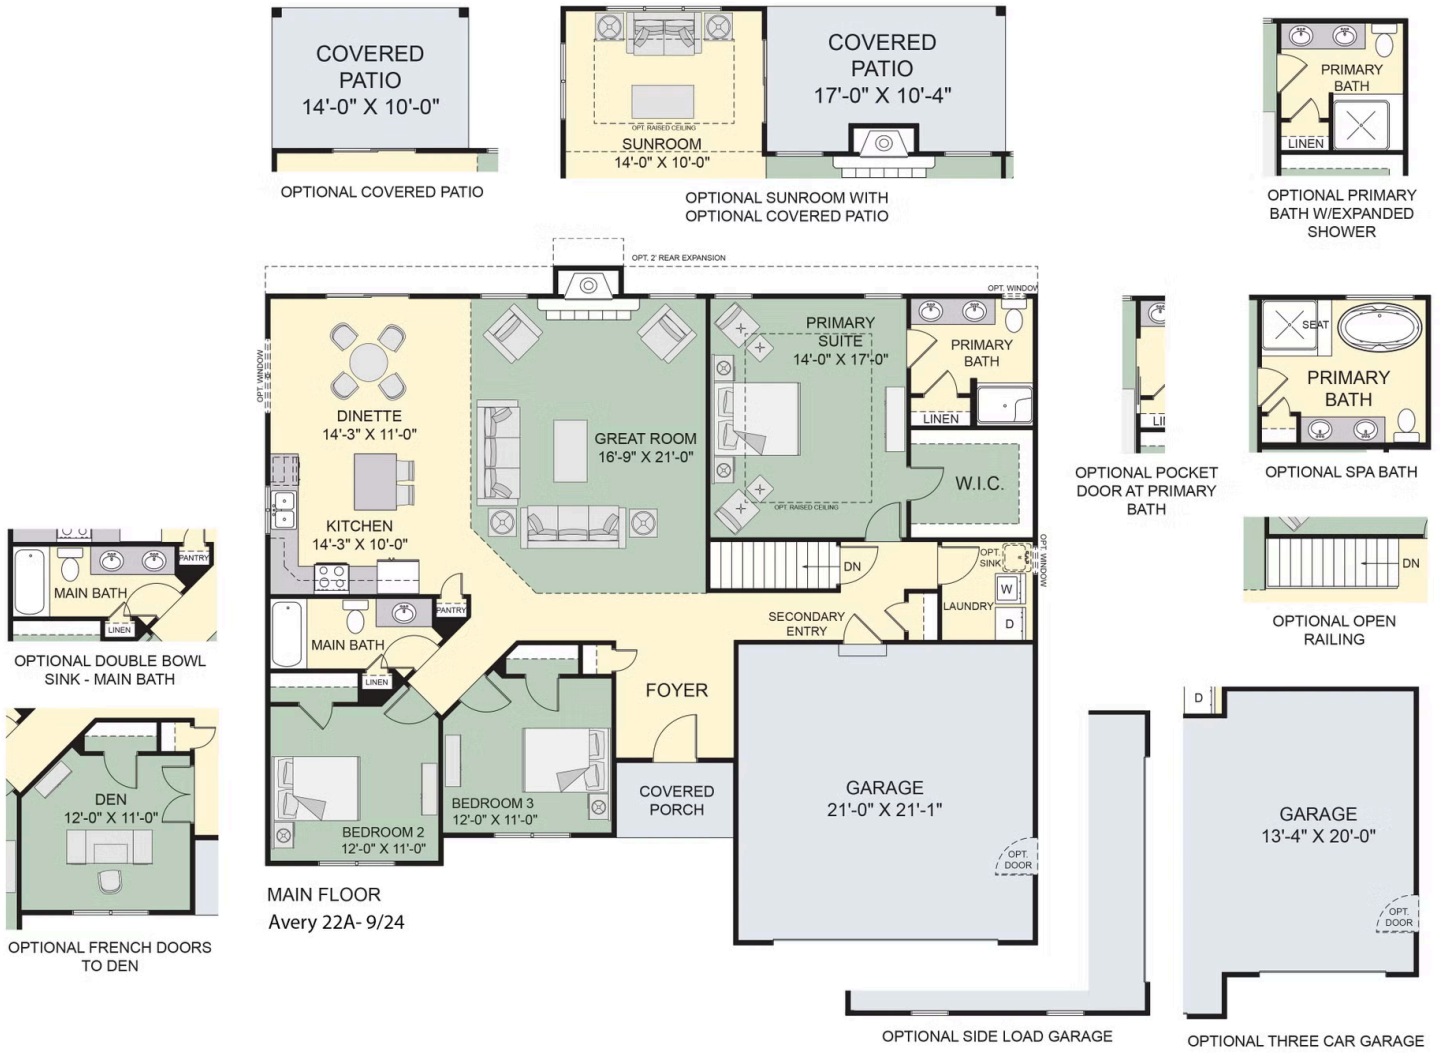 COVERED
PATIO
14'-0" X 10'-0"
OPTIONAL COVERED PATIO
OPT. RAISED CEILING
SUNROOM
14'-0" X 10'-0"
COVERED
PATIO
17'-0" X 10'-4"
OPTIONAL SUNROOM WITH
OPTIONAL COVERED PATIO
PRIMARY
BATH
LINEN
OPTIONAL PRIMARY
BATH W/EXPANDED
SHOWER
OPT. 2' REAR EXPANSION
OPT. WINDOW
OPT. WINDOW
DINETTE
14'-3" X 11'-0"
KITCHEN
14'-3" X 10'-0"
GREAT ROOM
16'-9" X 21'-0"
PRIMARY
SUITE
14'-0" X 17'-0"
OPT. RAISED CEILING
PRIMARY
BATH
LINEN
W.I.C.
DN
OPT.
SINK
OPT. WINDOW
W
LAUNDRY
D
SECONDARY
ENTRY
PANTRY
MAIN BATH
LINEN
FOYER
BEDROOM 2
12'-0" X 11'-0"
BEDROOM 3
12'-0" X 11'-0"
COVERED
PORCH
GARAGE
21'-0" X 21'-1"
OPT.
DOOR
MAIN FLOOR
Avery 22A- 9/24
PANTRY
MAIN BATH
LINEN
OPTIONAL DOUBLE BOWL
SINK - MAIN BATH
DEN
12'-0" X 11'-0"
OPTIONAL FRENCH DOORS
TO DEN
LI
OPTIONAL POCKET
DOOR AT PRIMARY
BATH
SEAT
PRIMARY
BATH
OPTIONAL SPA BATH
DN
OPTIONAL OPEN
RAILING
OPTIONAL SIDE LOAD GARAGE
D
GARAGE
13'-4" X 20'-0"
OPT.
DOOR
OPTIONAL THREE CAR GARAGE